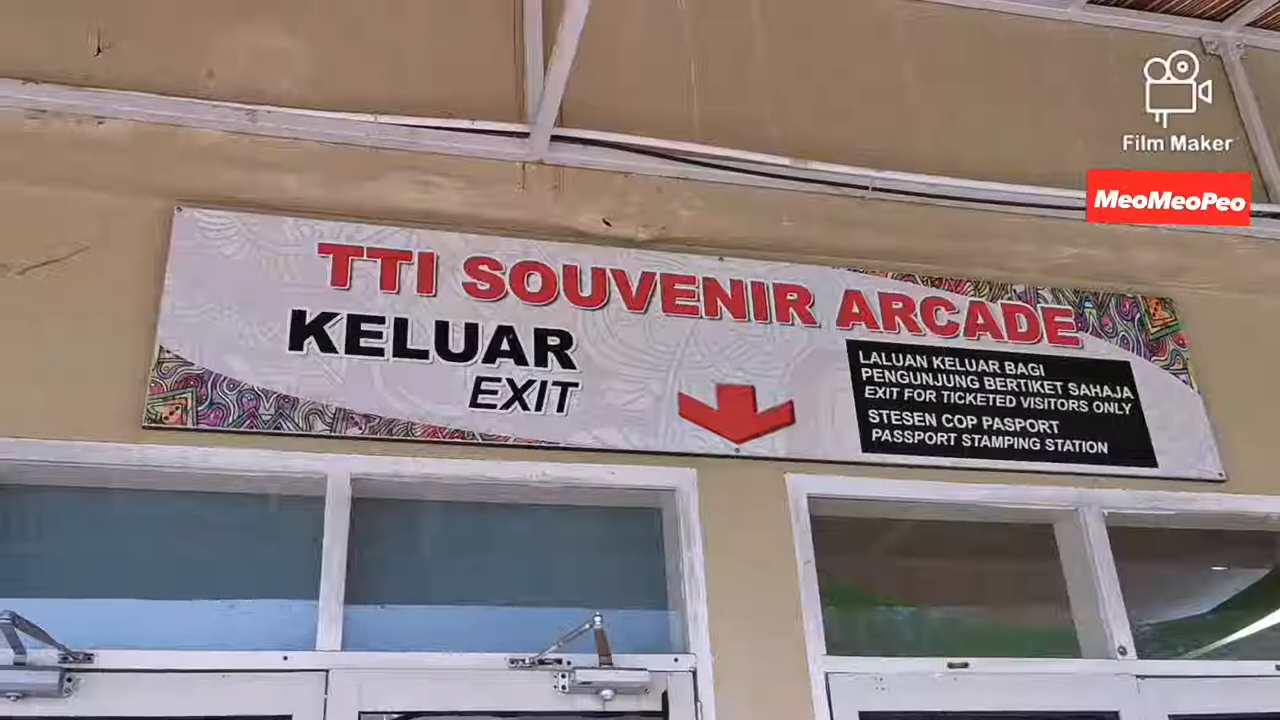 Film Maker
MeoMeoPeo
TTI SOUVENIR ARCADE
KELUAR
EXIT
LALUAN KELUAR BAGI
PENGUNJUNG BERTIKET SAHAJA
EXIT FOR TICKETED VISITORS ONLY
STESEN COP PASPORT
PASSPORT STAMPING STATION